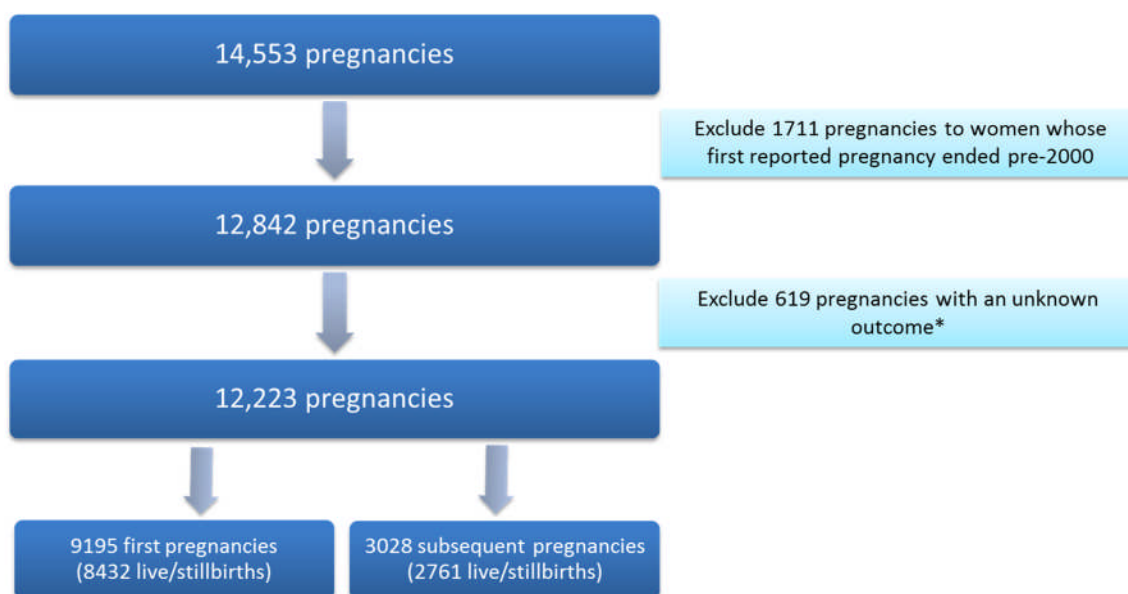 14,553 pregnancies
Exclude 1711 pregnancies to women whose
first reported pregnancy ended pre-2000
12,842 pregnancies
Exclude 619 pregnancies with an unknown
outcome*
12,223 pregnancies
9195 first pregnancies
(8432 live/stillbirths)
3028 subsequent pregnancies
(2761 live/stillbirths)